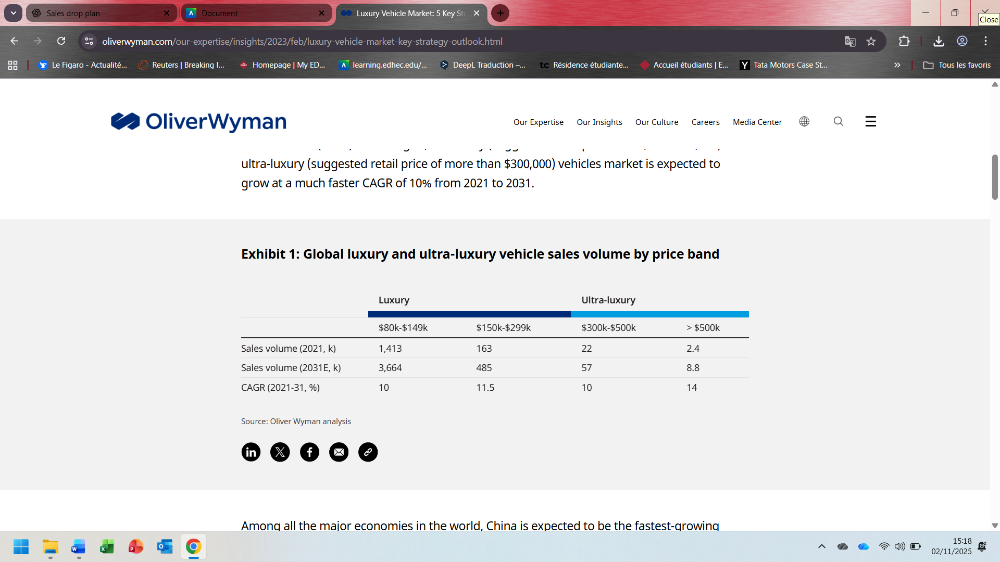 Sales drop plan
Document
Luxury Vehicle Market: 5 Key St
Close
oliverwyman.com/our-expertise/insights/2023/feb/luxury-vehicle-market-key-strategy-outlook.html
Le Figaro - Actualité...
Reuters | Breaking I...
Homepage | My ED...
learning.edhec.edu/...
DeepL Traduction –...
tc Résidence étudiante...
Accueil étudiants | E...
Y Tata Motors Case St...
Tous les favoris
OliverWyman
Our Expertise
Our Insights
Our Culture
Careers
Media Center
ultra-luxury (suggested retail price of more than $300,000) vehicles market is expected to
grow at a much faster CAGR of 10% from 2021 to 2031.
Exhibit 1: Global luxury and ultra-luxury vehicle sales volume by price band
Luxury Ultra-luxury
$80k-$149k $150k-$299k $300k-$500k > $500k
Sales volume (2021, k) 1,413 163 22 2.4
Sales volume (2031E, k) 3,664 485 57 8.8
CAGR (2021-31, %) 10 11.5 10 14
Source: Oliver Wyman analysis
Among all the major economies in the world, China is expected to be the fastest-growing
15:18
02/11/2025